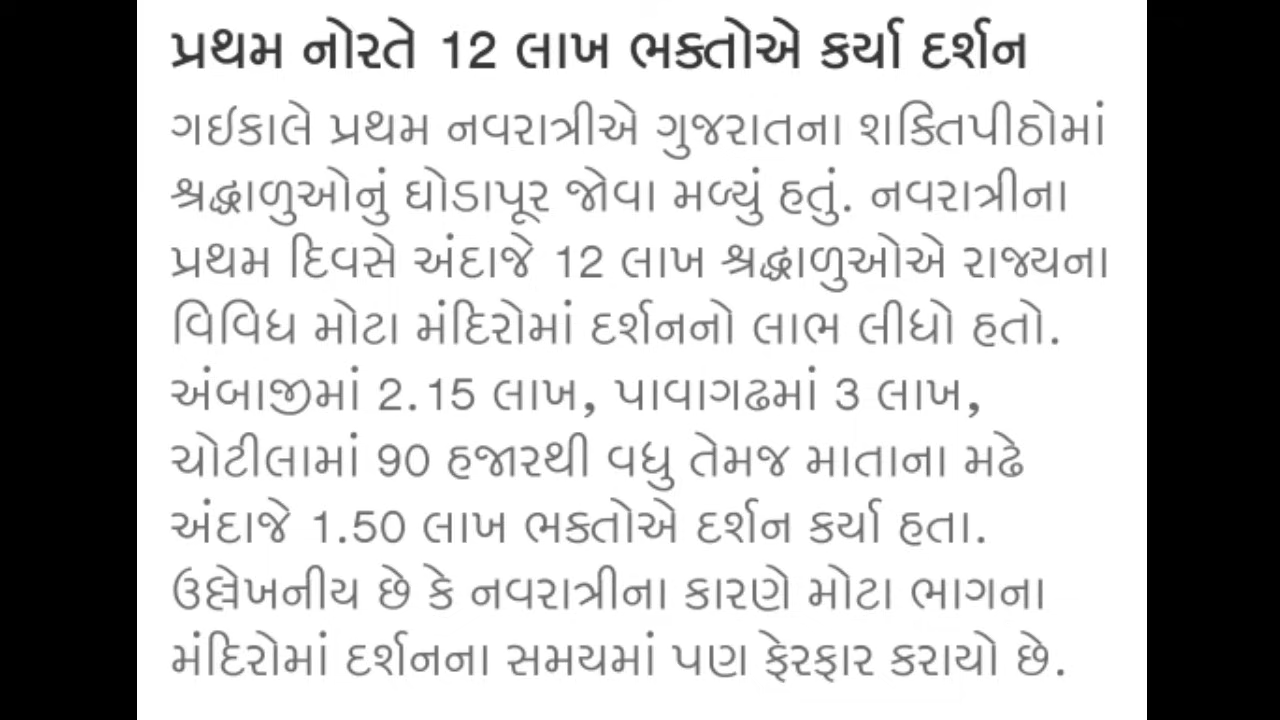 પ્રથમ નોરતે 12 લાખ ભક્તોએ કર્યા દર્શન
ગઈકાલે પ્રથમ નવરાત્રીએ ગુજરાતના શક્તિપીઠોમાં
શ્રદ્ધાળુઓનું ઘોડાપૂર જોવા મળ્યું હતું. નવરાત્રીના
પ્રથમ દિવસે અંદાજે 12 લાખ શ્રદ્ધાળુઓએ રાજ્યના
વિવિધ મોટા મંદિરોમાં દર્શનનો લાભ લીધો હતો.
અંબાજીમાં 2.15 લાખ, પાવાગઢમાં 3 લાખ,
ચોટીલામાં 90 હજારથી વધુ તેમજ માતાના મઢે
અંદાજે 1.50 લાખ ભક્તોએ દર્શન કર્યા હતા.
ઉલ્લેખનીય છે કે નવરાત્રીના કારણે મોટા ભાગના
મંદિરોમાં દર્શનના સમયમાં પણ ફેરફાર કરાયો છે.